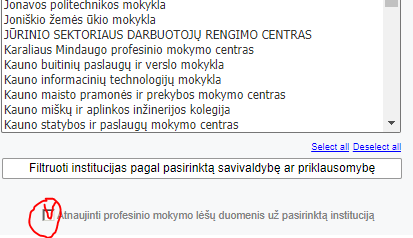 Jonavos politechnikos mokykla
Joniškio žemės ūkio mokykla
JŪRINIO SEKTORIAUS DARBUOTOJŲ RENGIMO CENTRAS
Karaliaus Mindaugo profesinio mokymo centras
Kauno buitinių paslaugų ir verslo mokykla
Kauno informacinių technologijų mokykla
Kauno maisto pramonės ir prekybos mokymo centras
Kauno miškų ir aplinkos inžinerijos kolegija
Kauno statybos ir paslaugų mokymo centras
Select all Deselect all
Filtruoti institucijas pagal pasirinktą savivaldybę ar priklausomybę
Atnaujinti profesinio mokymo lėšų duomenis už pasirinktą instituciją